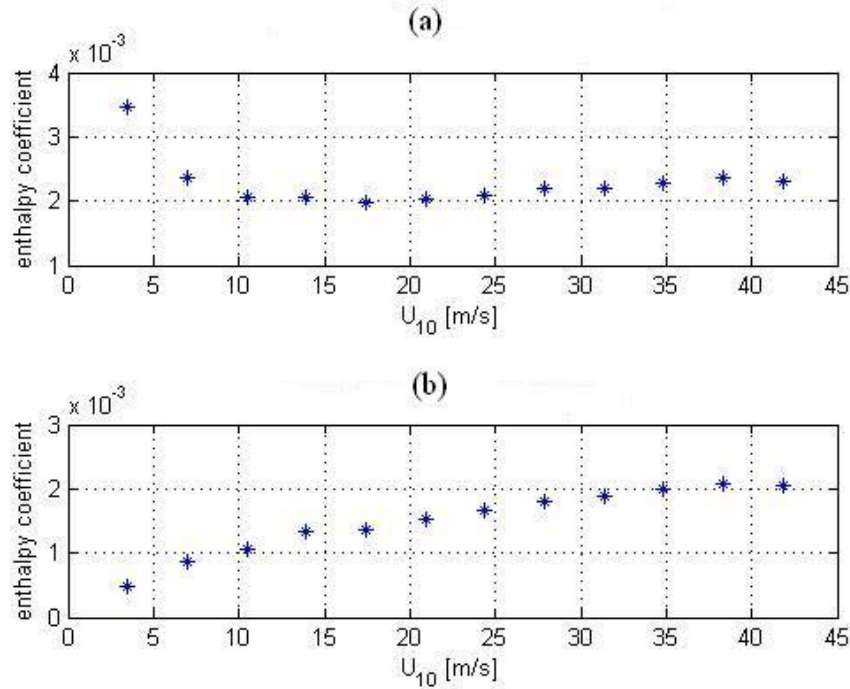 (a)
x 10⁻³
4
3
2
1
enthalpy coefficient
0 5 10 15 20 25 30 35 40 45
U₁₀ [m/s]
(b)
x 10⁻³
3
2
1
0
enthalpy coefficient
0 5 10 15 20 25 30 35 40 45
U₁₀ [m/s]